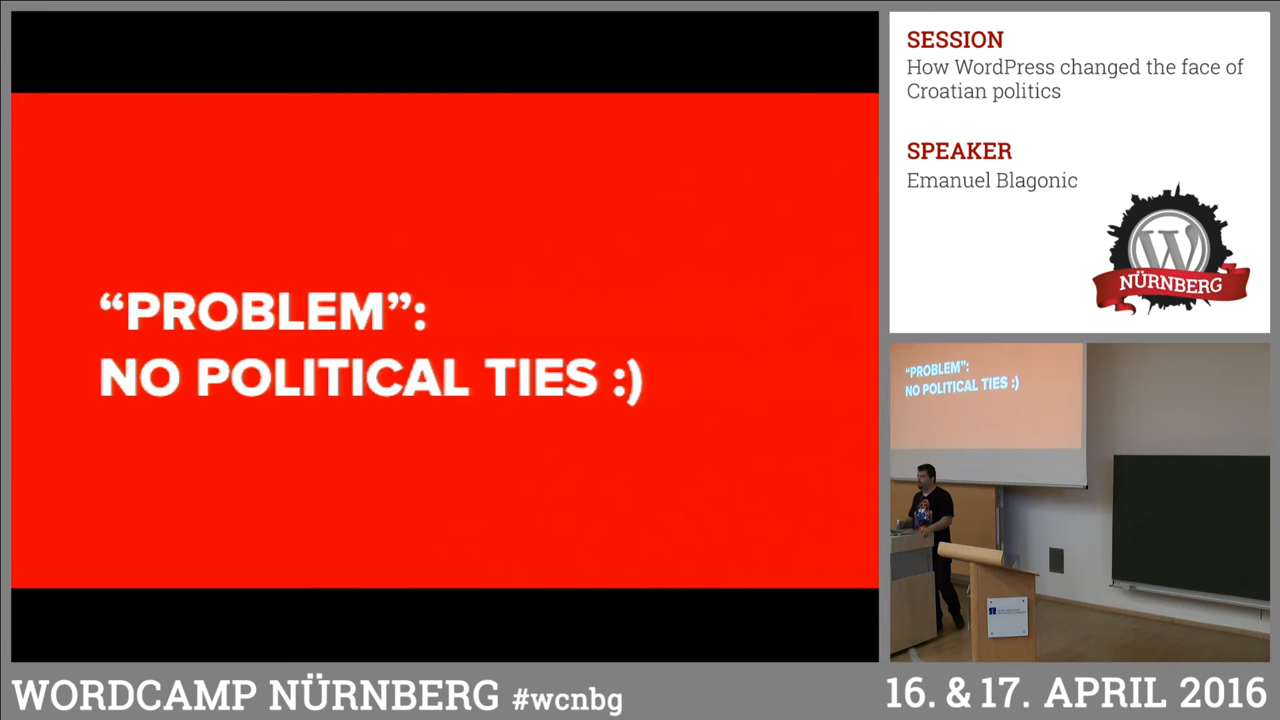 “PROBLEM”:
NO POLITICAL TIES :)
SESSION
How WordPress changed the face of
Croatian politics
SPEAKER
Emanuel Blagonic
W
NÜRNBERG
“PROBLEM”:
NO POLITICAL TIES :)
WORDCAMP NÜRNBERG #wcnbg
16. & 17. APRIL 2016